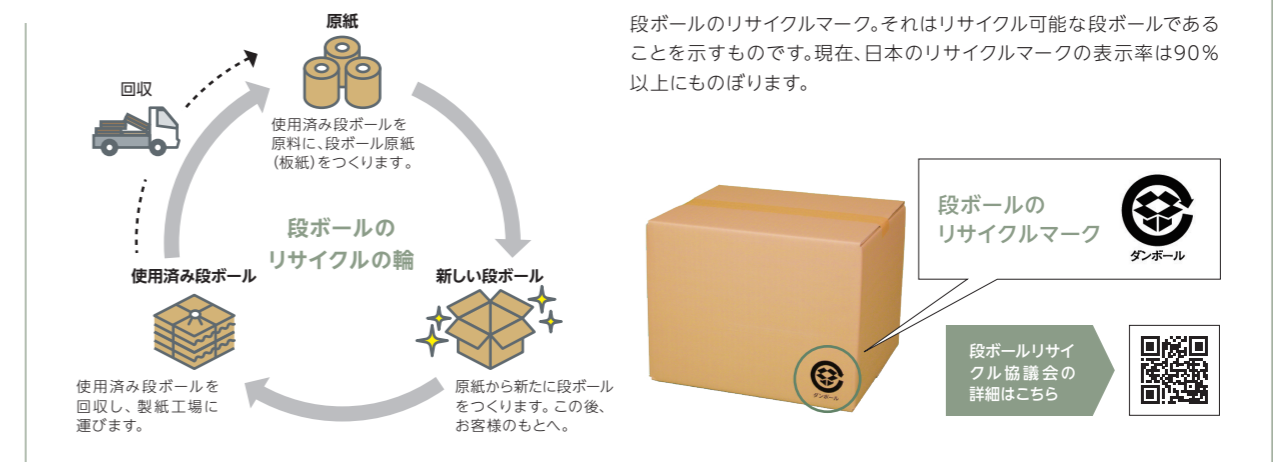 原紙
回収
使用済み段ボールを
原料に、段ボール原紙
（板紙）をつくります。
段ボールの
リサイクルの輪
使用済み段ボール
新しい段ボール
使用済み段ボールを
回収し、製紙工場に
運びます。
原紙から新たに段ボール
をつくります。この後、
お客様のもとへ。
段ボールのリサイクルマーク。それはリサイクル可能な段ボールである
ことを示すものです。現在、日本のリサイクルマークの表示率は90％
以上にものぼります。
段ボールの
リサイクルマーク
ダンボール
ダンボール
段ボールリサイ
クル協議会の
詳細はこちら